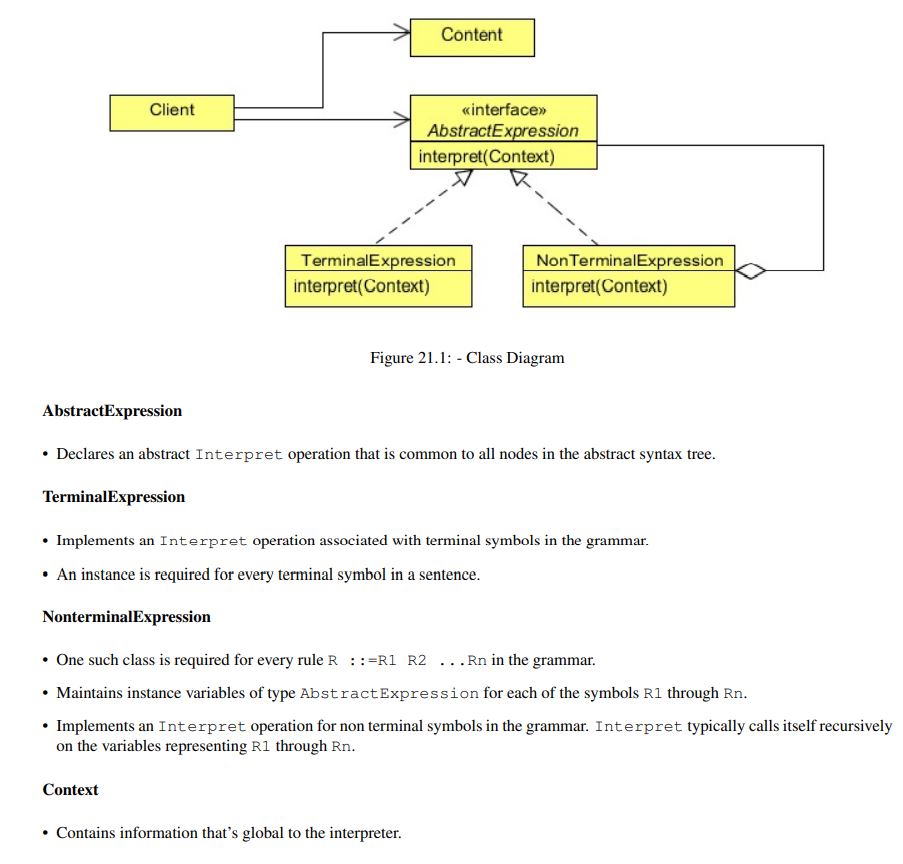 Content
Client
«interface»
AbstractExpression
interpret(Context)
TerminalExpression
interpret(Context)
NonTerminalExpression
interpret(Context)
Figure 21.1: - Class Diagram
AbstractExpression
• Declares an abstract Interpret operation that is common to all nodes in the abstract syntax tree.
TerminalExpression
• Implements an Interpret operation associated with terminal symbols in the grammar.
• An instance is required for every terminal symbol in a sentence.
NonterminalExpression
• One such class is required for every rule R ::=R1 R2 ...Rn in the grammar.
• Maintains instance variables of type AbstractExpression for each of the symbols R1 through Rn.
• Implements an Interpret operation for non terminal symbols in the grammar. Interpret typically calls itself recursively
on the variables representing R1 through Rn.
Context
• Contains information that's global to the interpreter.